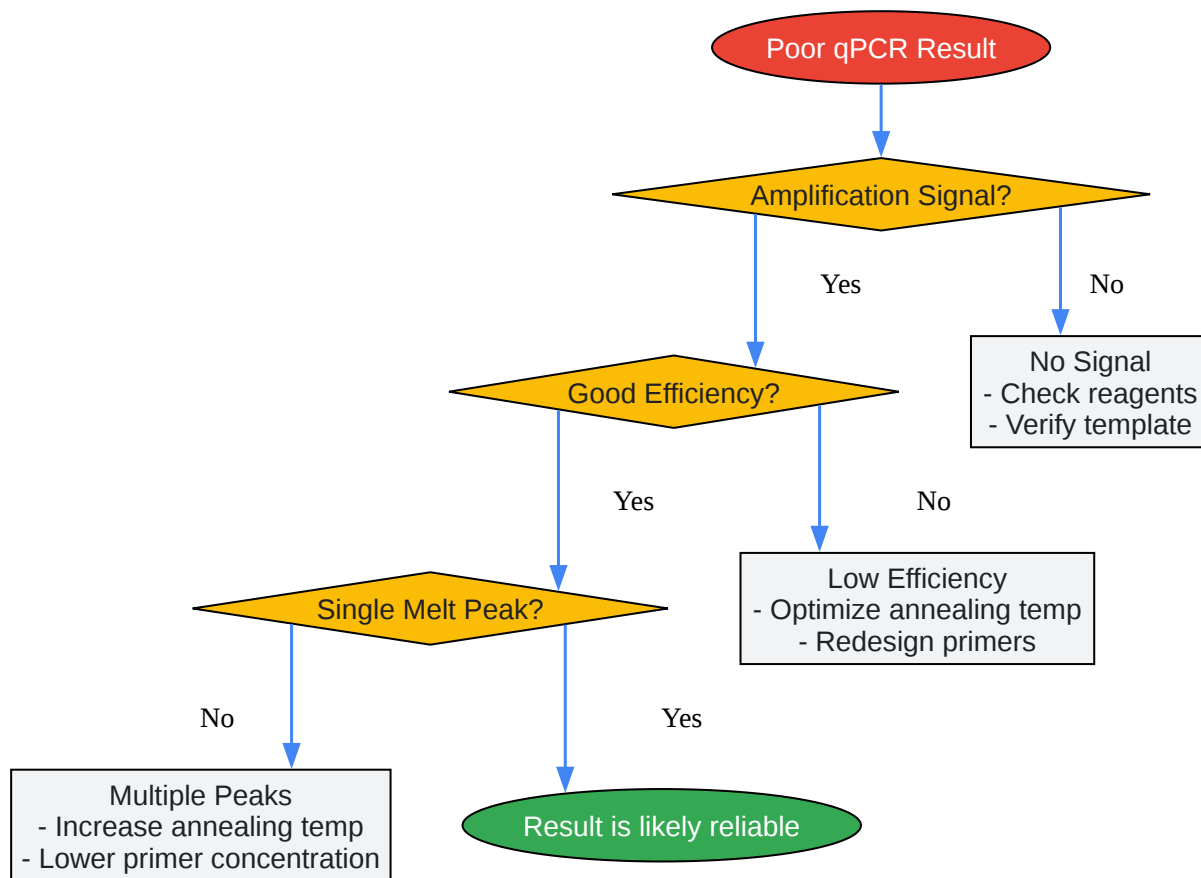 Poor qPCR Result
Amplification Signal?
Yes
No
No Signal
- Check reagents
- Verify template
Good Efficiency?
Yes
No
Low Efficiency
- Optimize annealing temp
- Redesign primers
Single Melt Peak?
No
Yes
Multiple Peaks
- Increase annealing temp
- Lower primer concentration
Result is likely reliable